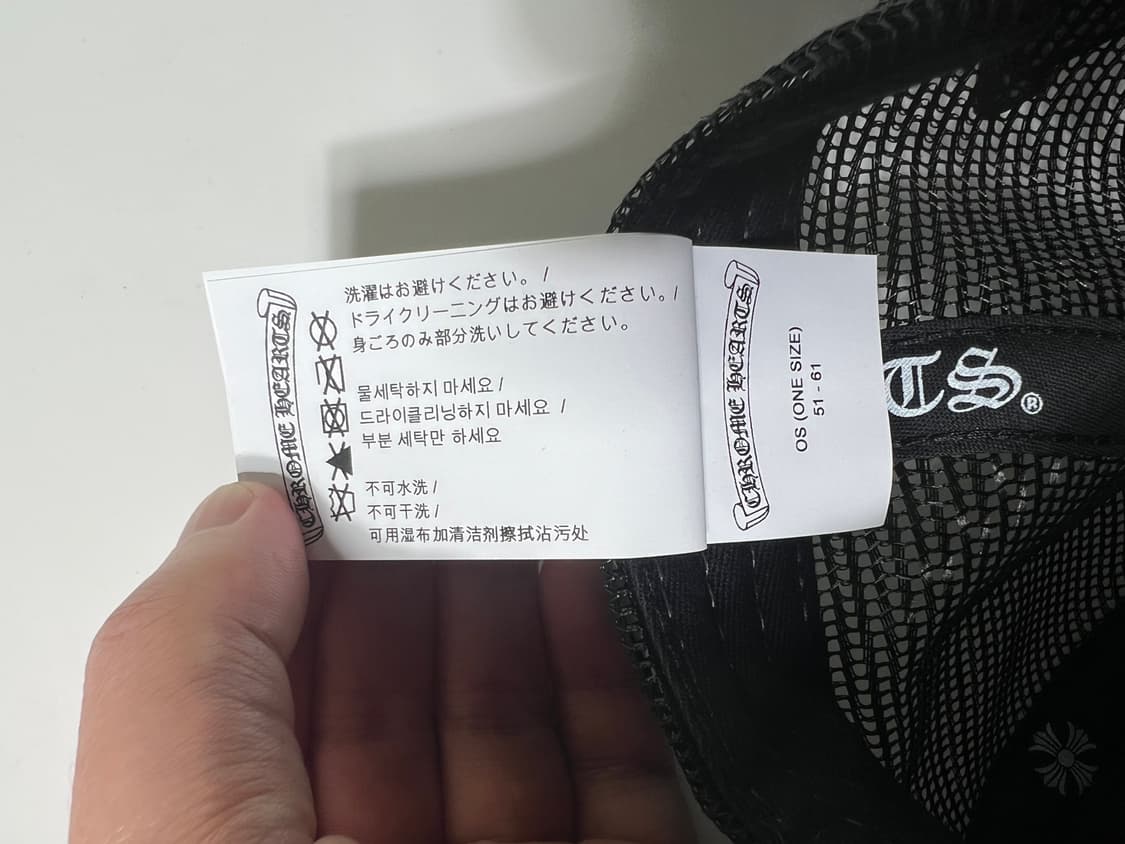 CHROME HEARTS
洗濯はお避けください。 /
ドライクリーニングはお避けください。/
身ごろのみ部分洗いしてください。
물세탁하지 마세요 /
드라이클리닝하지 마세요 /
부분 세탁만 하세요
不可水洗 /
不可干洗 /
可用湿布加清洁剂擦拭沾污处
CHROME HEARTS
OS (ONE SIZE)
51 - 61
TS®